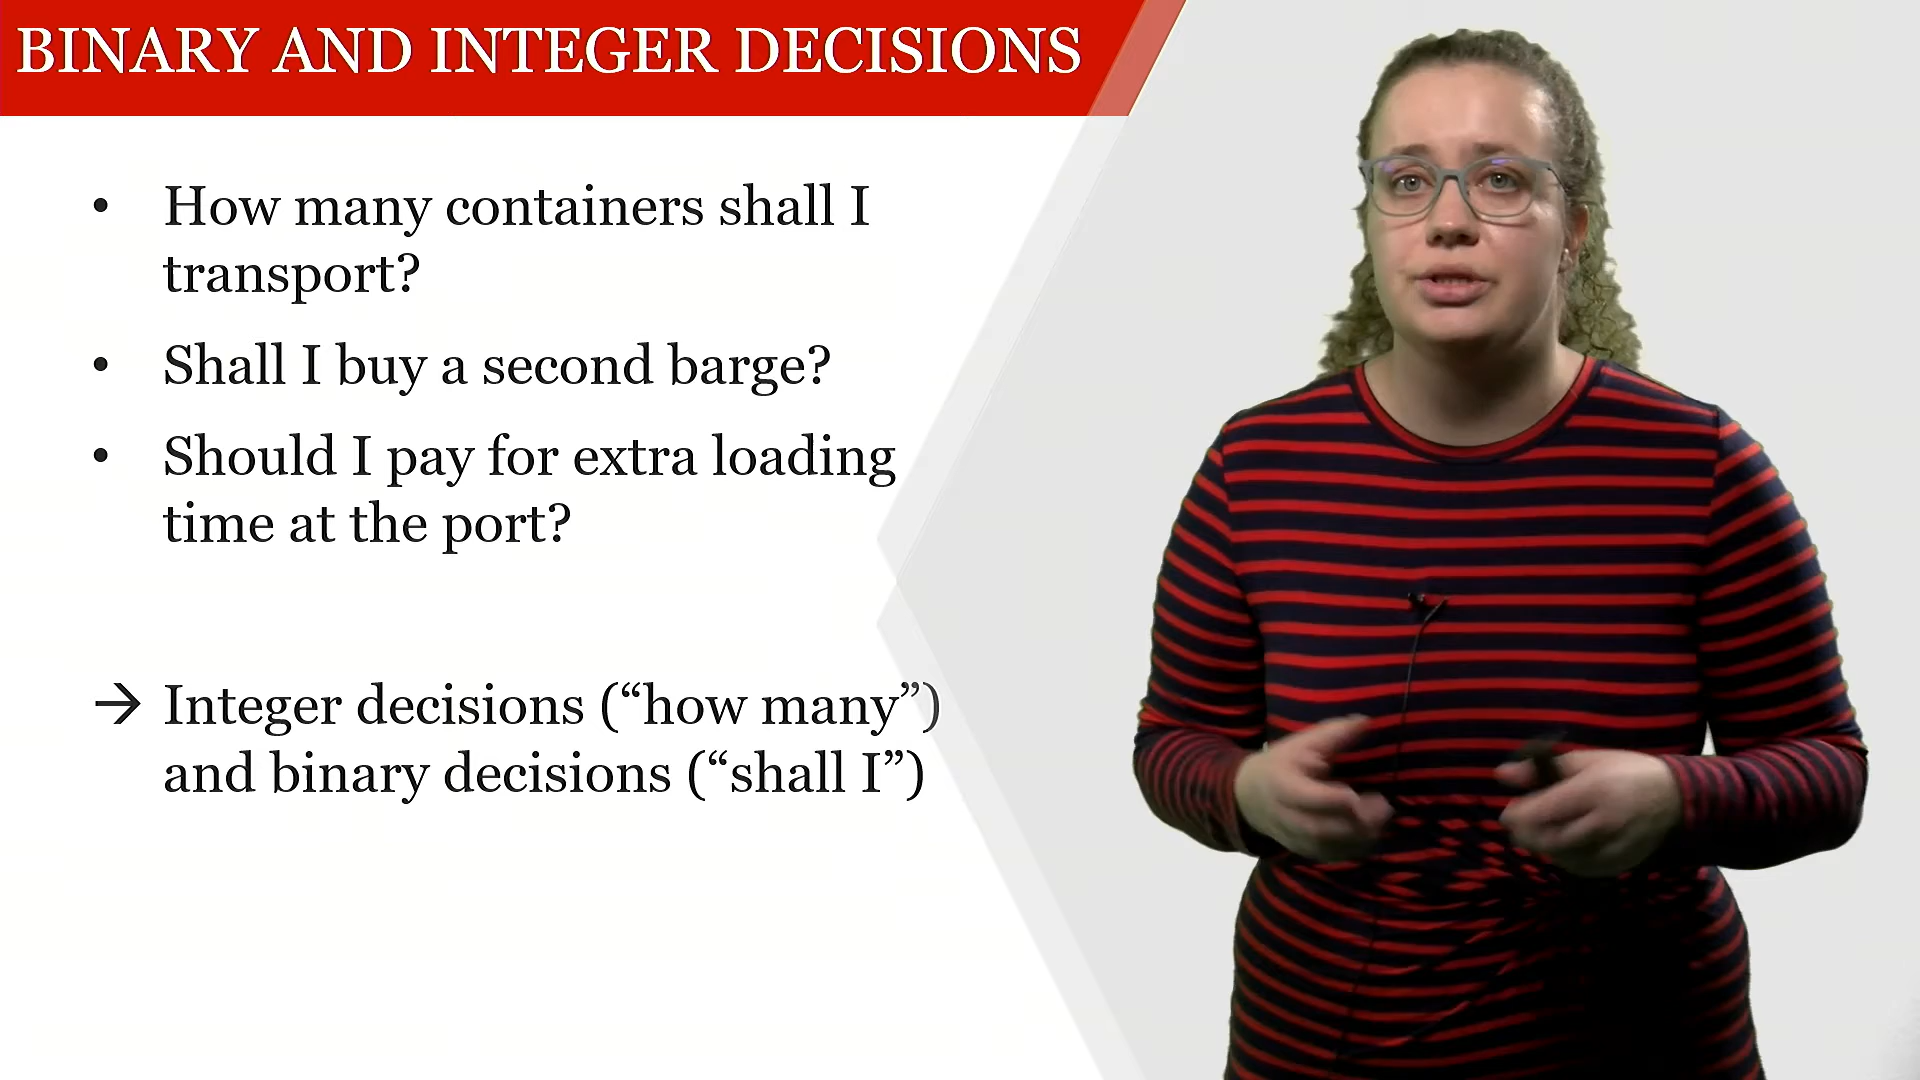 BINARY AND INTEGER DECISIONS
• How many containers shall I
transport?
• Shall I buy a second barge?
• Should I pay for extra loading
time at the port?
→ Integer decisions (“how many”)
and binary decisions (“shall I”)